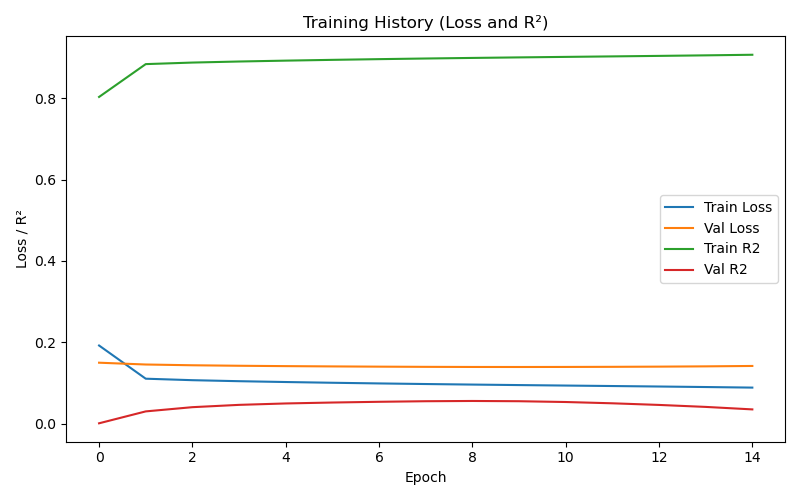 Training History (Loss and R²)
Loss / R²
0.8
0.6
0.4
0.2
0.0
Train Loss
Val Loss
Train R2
Val R2
0 2 4 6 8 10 12 14
Epoch